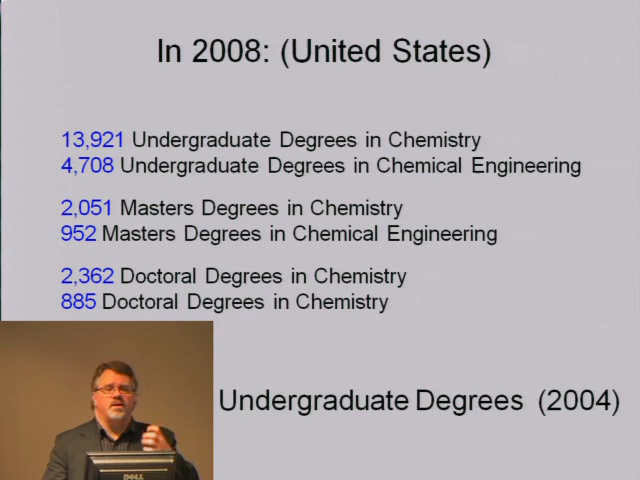 In 2008: (United States)
13,921 Undergraduate Degrees in Chemistry
4,708 Undergraduate Degrees in Chemical Engineering
2,051 Masters Degrees in Chemistry
952 Masters Degrees in Chemical Engineering
2,362 Doctoral Degrees in Chemistry
885 Doctoral Degrees in Chemistry
Undergraduate Degrees (2004)
DELL